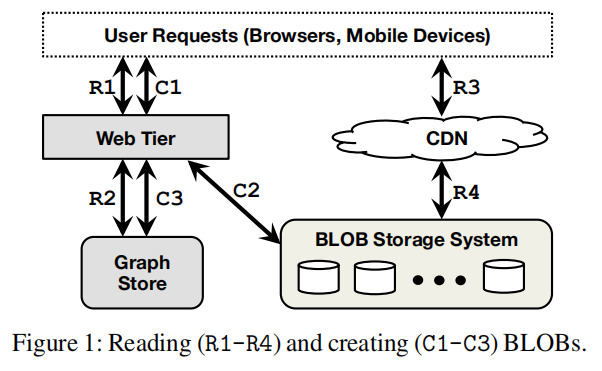 User Requests (Browsers, Mobile Devices)
R1 C1 R3
Web Tier CDN
R2 C3 C2 R4
Graph
Store
BLOB Storage System
Figure 1: Reading (R1-R4) and creating (C1-C3) BLOBs.